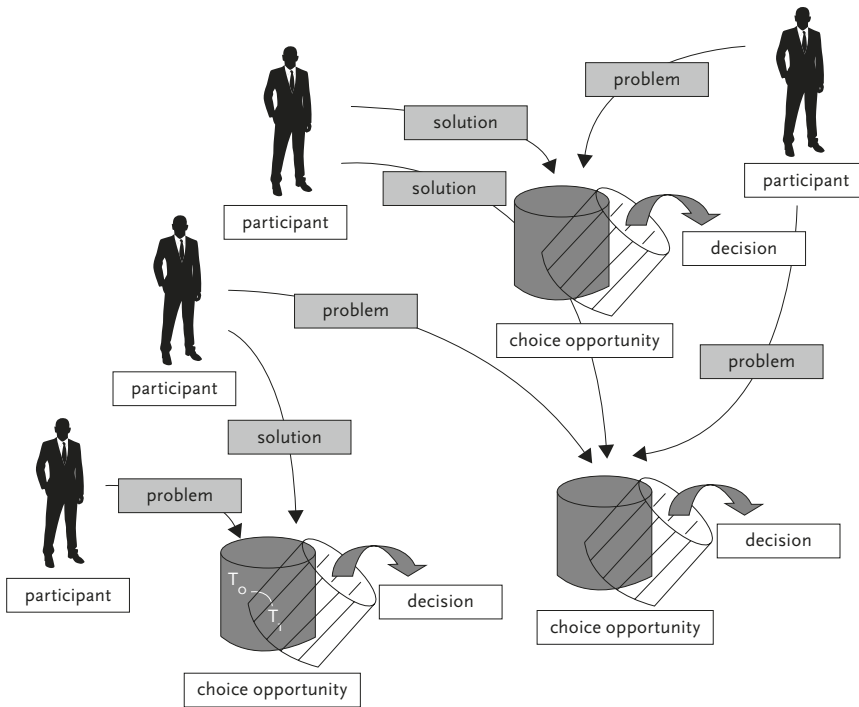 problem
solution
participant
solution
participant
decision
problem
choice opportunity
problem
participant
solution
problem
decision
T₀
participant
decision
T₁
choice opportunity
choice opportunity